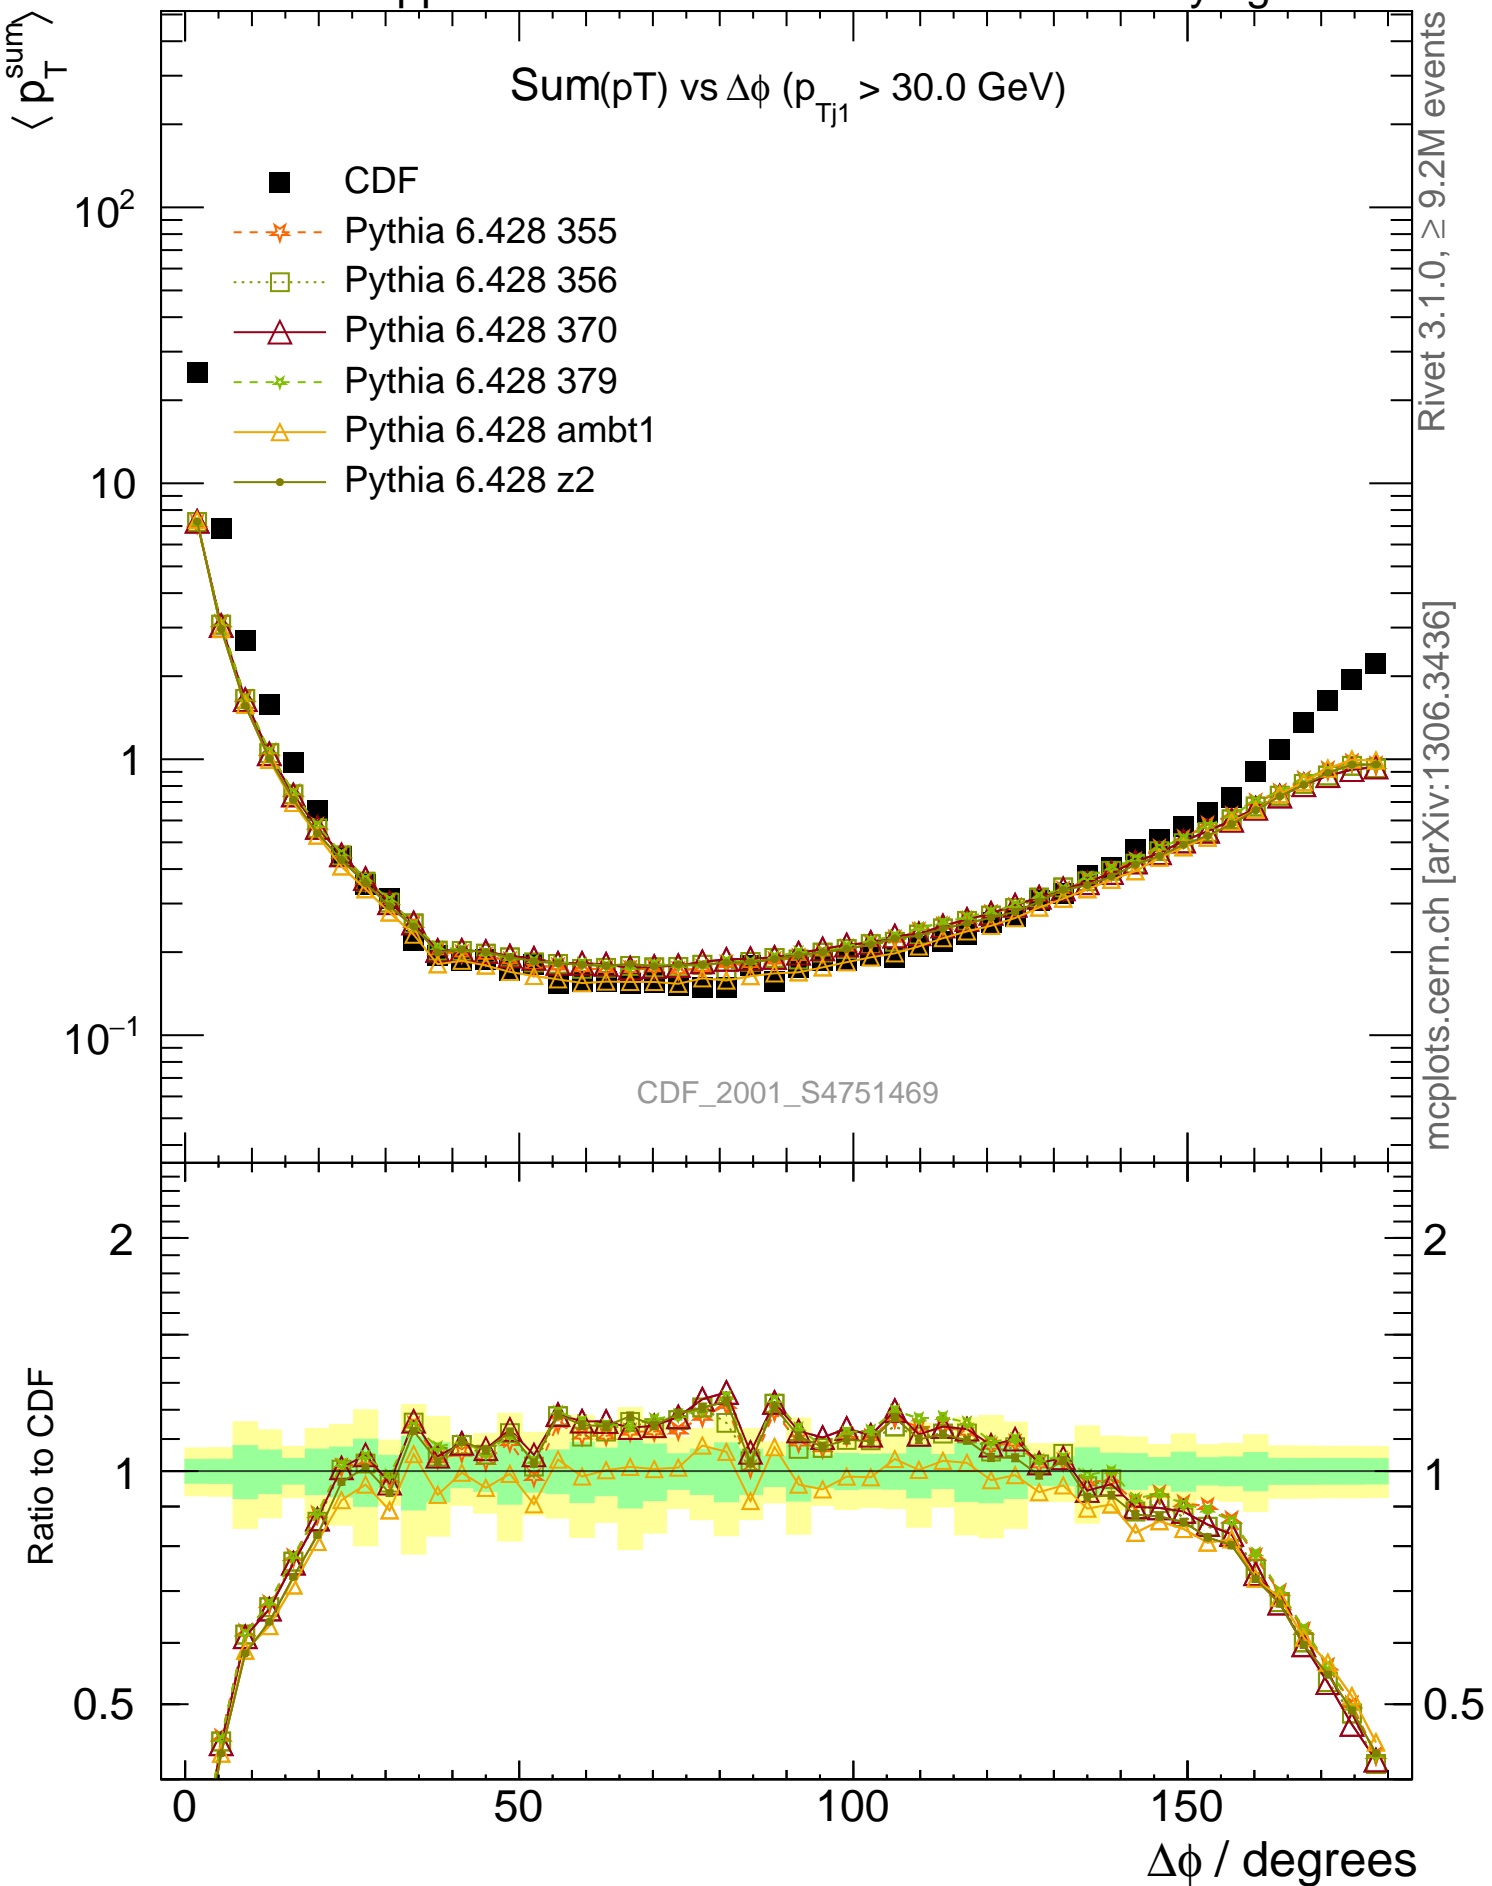 ⟨ p_T^sum ⟩
Sum(pT) vs Δϕ (p_Tj1 > 30.0 GeV)
CDF
Pythia 6.428 355
Pythia 6.428 356
Pythia 6.428 370
Pythia 6.428 379
Pythia 6.428 ambt1
Pythia 6.428 z2
10²
10
1
10⁻¹
CDF_2001_S4751469
Rivet 3.1.0, ≥ 9.2M events
mcplots.cern.ch [arXiv:1306.3436]
Ratio to CDF
2
1
0.5
2
1
0.5
0 50 100 150
Δϕ / degrees